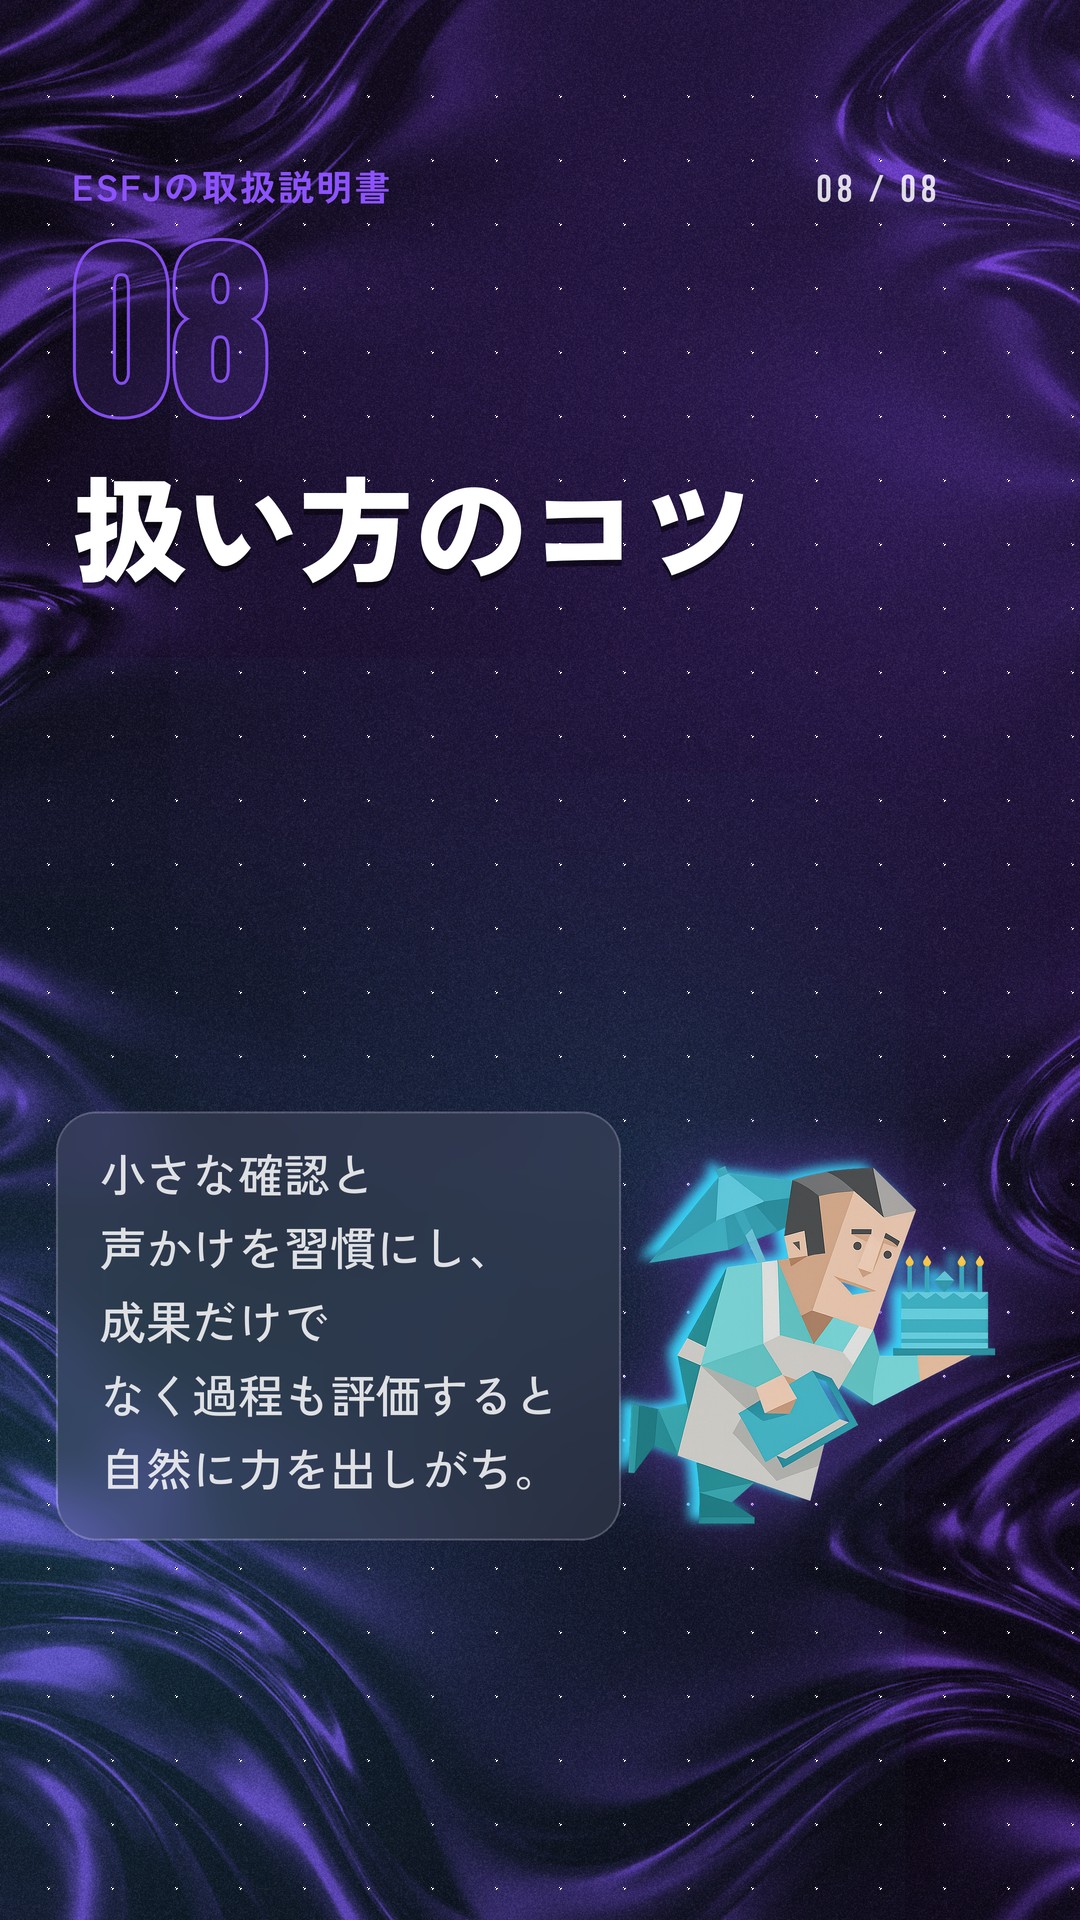 ESFJの取扱説明書
08 / 08
08
扱い方のコツ
小さな確認と
声かけを習慣にし、
成果だけで
なく過程も評価すると
自然に力を出しがち。